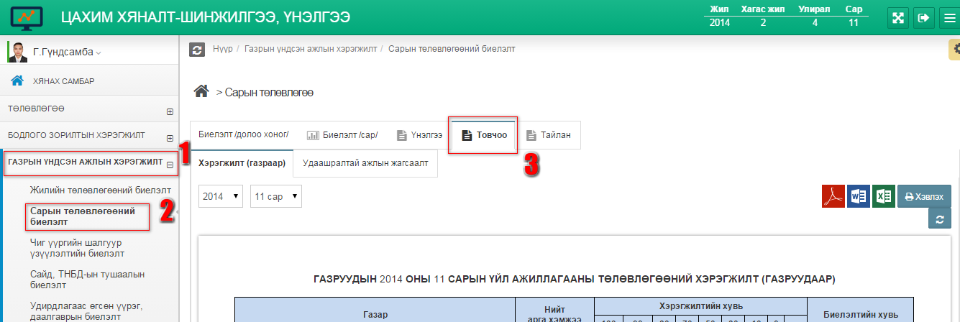 ЦАХИМ ХЯНАЛТ-ШИНЖИЛГЭЭ, ҮНЭЛГЭЭ
Жил Хагас жил Улирал Сар
2014 2 4 11
Г.Гүндсамба
Нүүр / Газрын үндсэн ажлын хэрэгжилт / Сарын төлөвлөгөөний биелэлт
ХЯНАХ САМБАР
> Сарын төлөвлөгөө
ТӨЛӨВЛӨГӨӨ
БОДЛОГО ЗОРИЛТЫН ХЭРЭГЖИЛТ
Биелэлт /долоо хоног/ Биелэлт /сар/ Үнэлгээ Товчоо Тайлан
ГАЗРЫН ҮНДСЭН АЖЛЫН ХЭРЭГЖИЛТ 1
3
Хэрэгжилт (газраар) Удаашралтай ажлын жагсаалт
Жилийн төлөвлөгөөний биелэлт
2014 11 сар Хэвлэх
Сарын төлөвлөгөөний
биелэлт
2
Чиг үүргийн шалгуур
үзүүлэлтийн биелэлт
Сайд, ТНБД-ын тушаалын
биелэлт
ГАЗРУУДЫН 2014 ОНЫ 11 САРЫН ҮЙЛ АЖИЛЛАГААНЫ ТӨЛӨВЛӨГӨӨНИЙ ХЭРЭГЖИЛТ (ГАЗРУУДААР)
Удирдлагаас өгсөн үүрэг,
даалгаврын биелэлт
Газар Нийт арга хэмжээ Хэрэгжилтийн хувь Биелэлтийн хувь